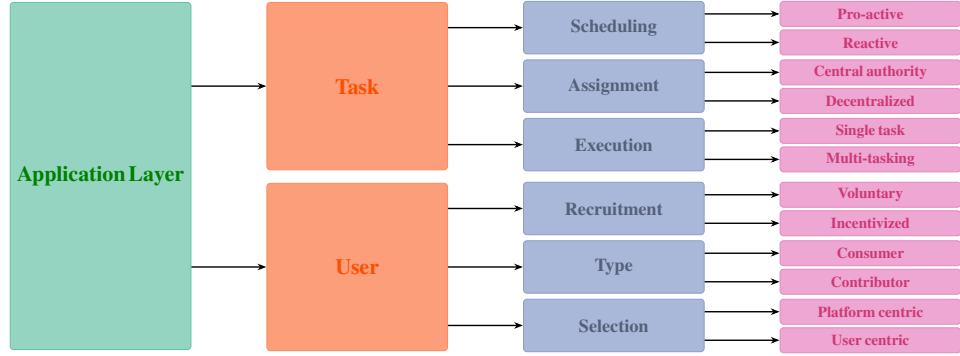 Application Layer
Task
Scheduling
Pro-active
Reactive
Assignment
Central authority
Decentralized
Execution
Single task
Multi-tasking
User
Recruitment
Voluntary
Incentivized
Type
Consumer
Contributor
Selection
Platform centric
User centric